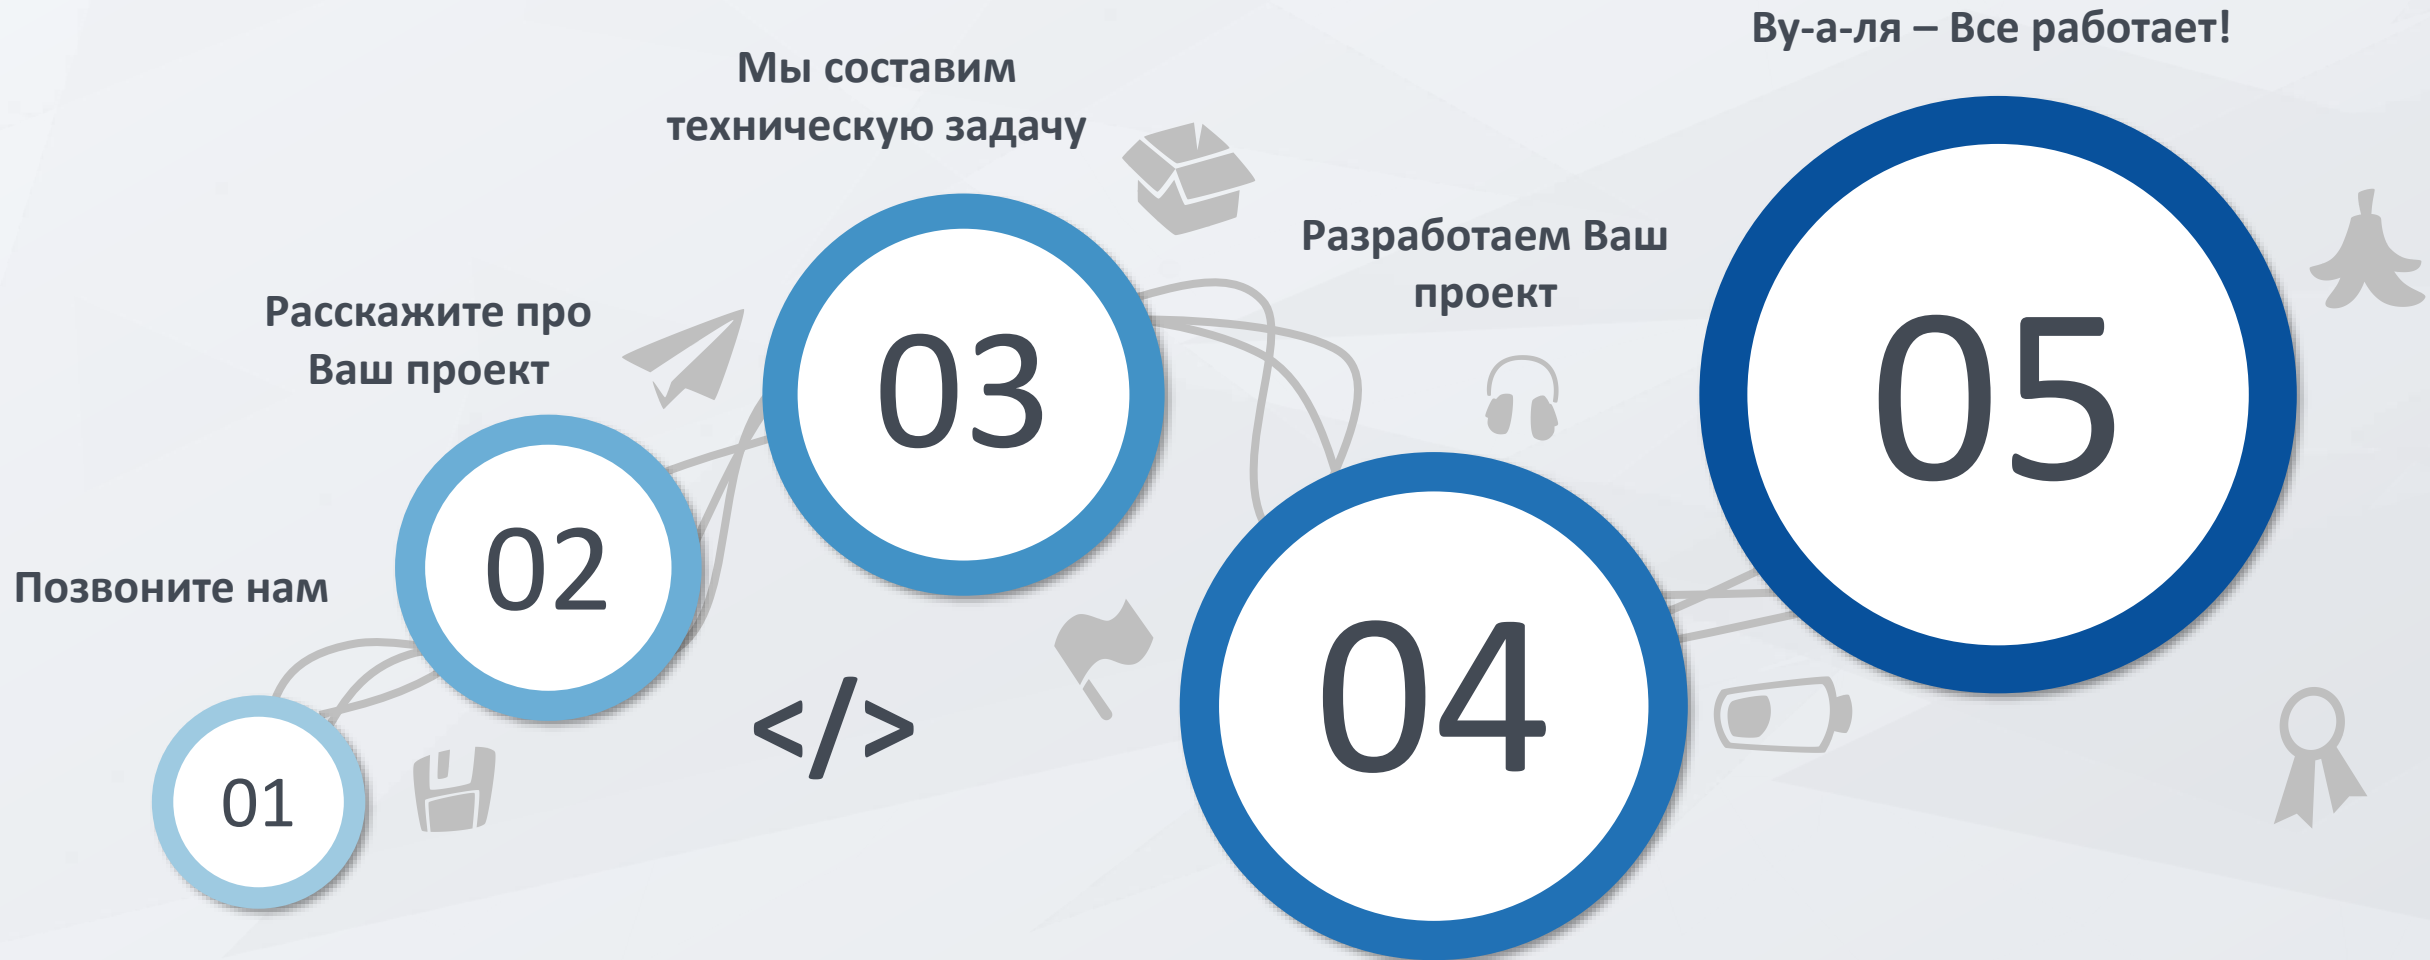 Позвоните нам
01
Расскажите про
Ваш проект
02
Мы составим
техническую задачу
03
</>
Разработаем Ваш
проект
04
Ву-а-ля – Все работает!
05